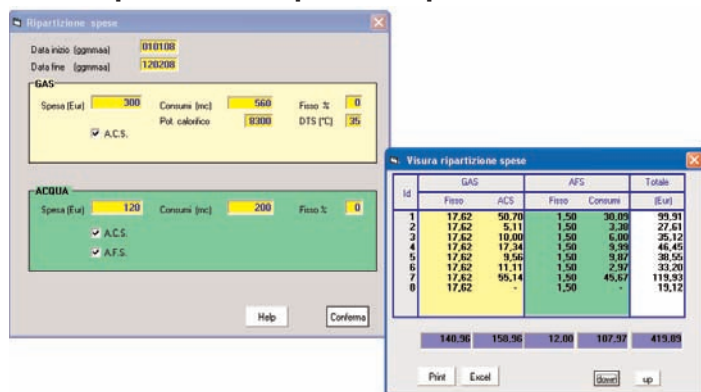 Ripartizione spese
Data inizio (ggmmaa) 010108
Data fine (ggmmaa) 120208
GAS
Spesa (Eur) 300 Consumi (mc) 560 Fisso % 0
Pot. calorifico 8300 DTS (°C) 35
A.C.S.
ACQUA
Spesa (Eur) 120 Consumi (mc) 200 Fisso % 0
A.C.S.
A.F.S.
Help Conferma
Visura ripartizione spese
Id GAS AFS Totale
Fisso ACS Fisso Consumi (Eur)
1 17,62 50,70 1,50 30,09 99,91
2 17,62 5,11 1,50 3,38 27,61
3 17,62 10,00 1,50 6,00 35,12
4 17,62 17,34 1,50 9,99 46,45
5 17,62 9,56 1,50 9,87 38,55
6 17,62 11,11 1,50 2,97 33,20
7 17,62 55,14 1,50 45,67 119,93
8 17,62 - 1,50 - 19,12
140,96 158,96 12,00 107,97 419,89
Print Excel down up